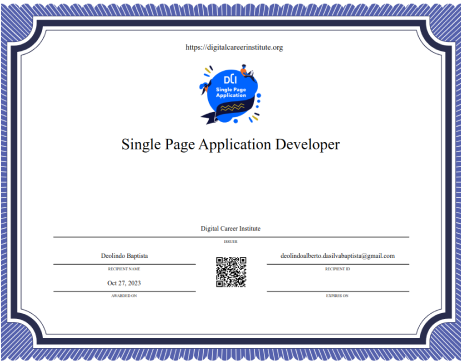 https://digitalcareerinstitute.org
DCI
Single Page
Application
Single Page Application Developer
Digital Career Institute
ISSUER
Deolindo Baptista
RECIPIENT NAME
deolindoalberto.dasilvabaptista@gmail.com
RECIPIENT ID
Oct 27, 2023
AWARDED ON
EXPIRES ON